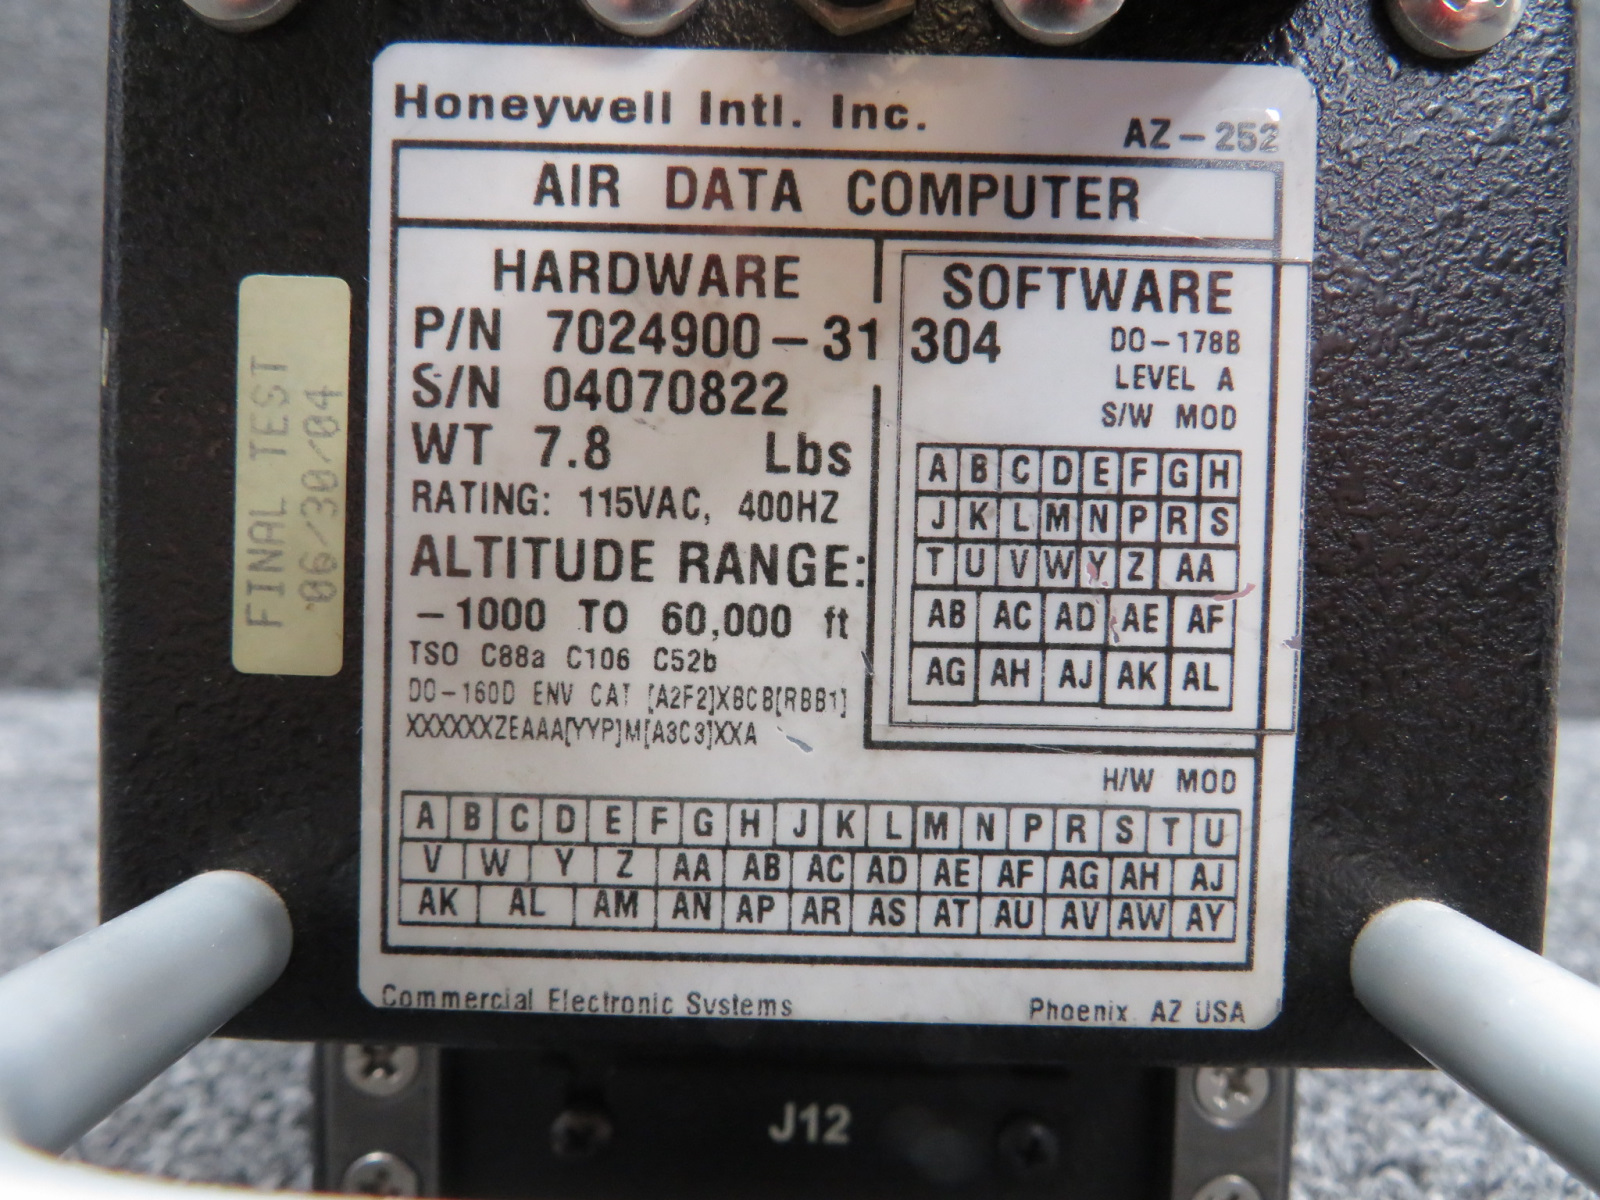 Honeywell Intl. Inc.
AZ-252
AIR DATA COMPUTER
HARDWARE
P/N 7024900-31 304
S/N 04070822
WT 7.8 Lbs
RATING: 115VAC, 400HZ
ALTITUDE RANGE:
-1000 TO 60,000 ft
TSO C88a C106 C52b
DO-160D ENV CAT [A2F2]XBCB[RBB1]
XXXXXXZEAAA[YYP]M[A3C3]XXA
SOFTWARE
DO-178B
LEVEL A
S/W MOD
A B C D E F G H
J K L M N P R S
T U V W Y Z AA
AB AC AD AE AF
AG AH AJ AK AL
H/W MOD
A B C D E F G H J K L M N P R S T U
V W Y Z AA AB AC AD AE AF AG AH AJ
AK AL AM AN AP AR AS AT AU AV AW AY
Commercial Electronic Systems
Phoenix, AZ USA
FINAL TEST
06/30/04
J12